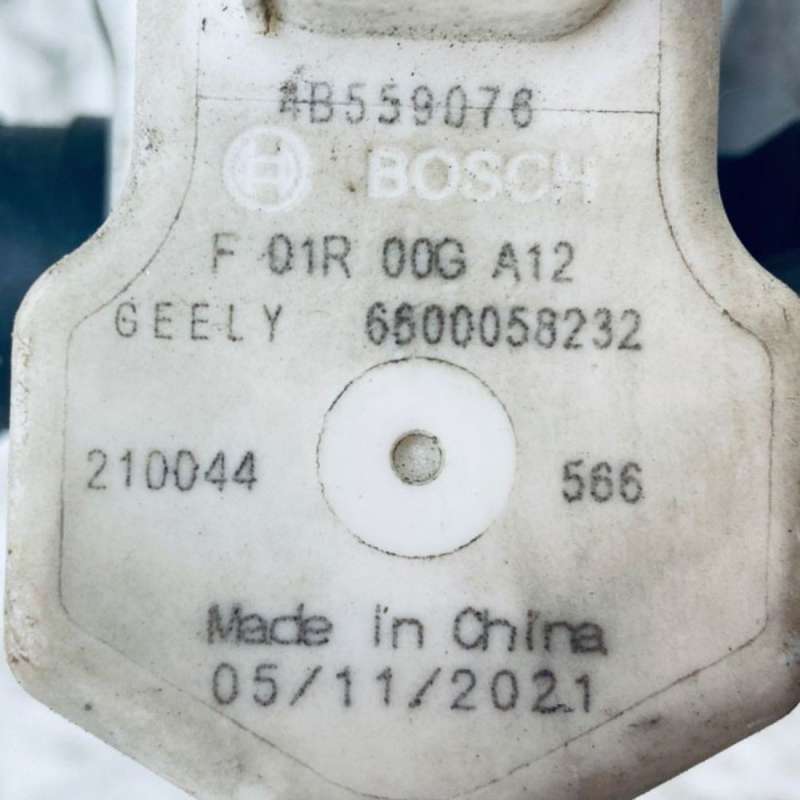 4B559076
BOSCH
F 01R 00G A12
GEELY 6600058232
210044 566
Made in China
05/11/2021